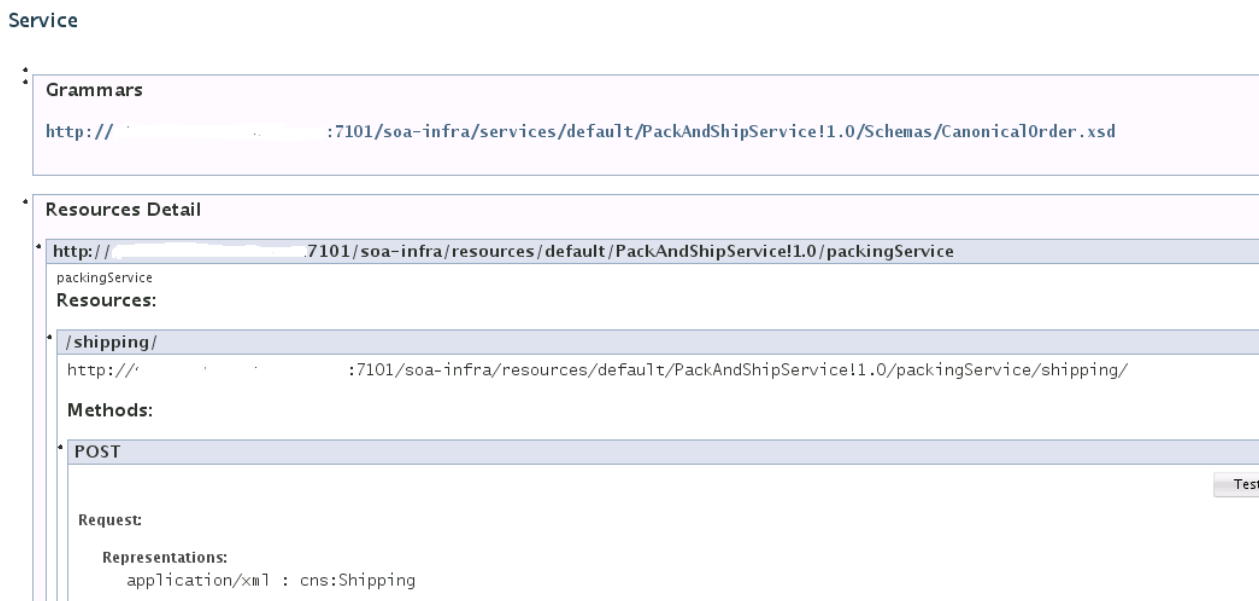 Service
Grammars
http:// :7101/soa-infra/services/default/PackAndShipService!1.0/Schemas/CanonicalOrder.xsd
Resources Detail
http:// 7101/soa-infra/resources/default/PackAndShipService!1.0/packingService
packingService
Resources:
/shipping/
http:// :7101/soa-infra/resources/default/PackAndShipService!1.0/packingService/shipping/
Methods:
POST
Test
Request:
Representations:
application/xml : cns:Shipping